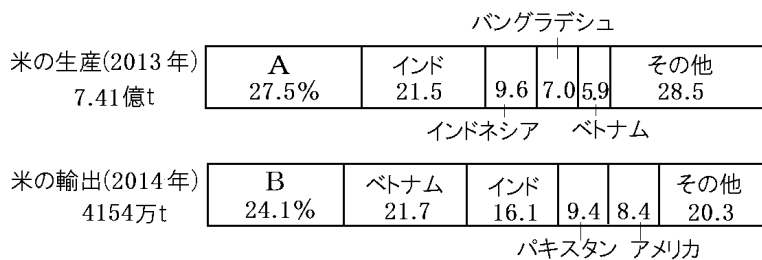 バングラデシュ
米の生産(2013年)
7.41億t
A
27.5%
インド
21.5
9.6
7.0
5.9
その他
28.5
インドネシア
ベトナム
米の輸出(2014年)
4154万t
B
24.1%
ベトナム
21.7
インド
16.1
9.4
8.4
その他
20.3
パキスタン
アメリカ